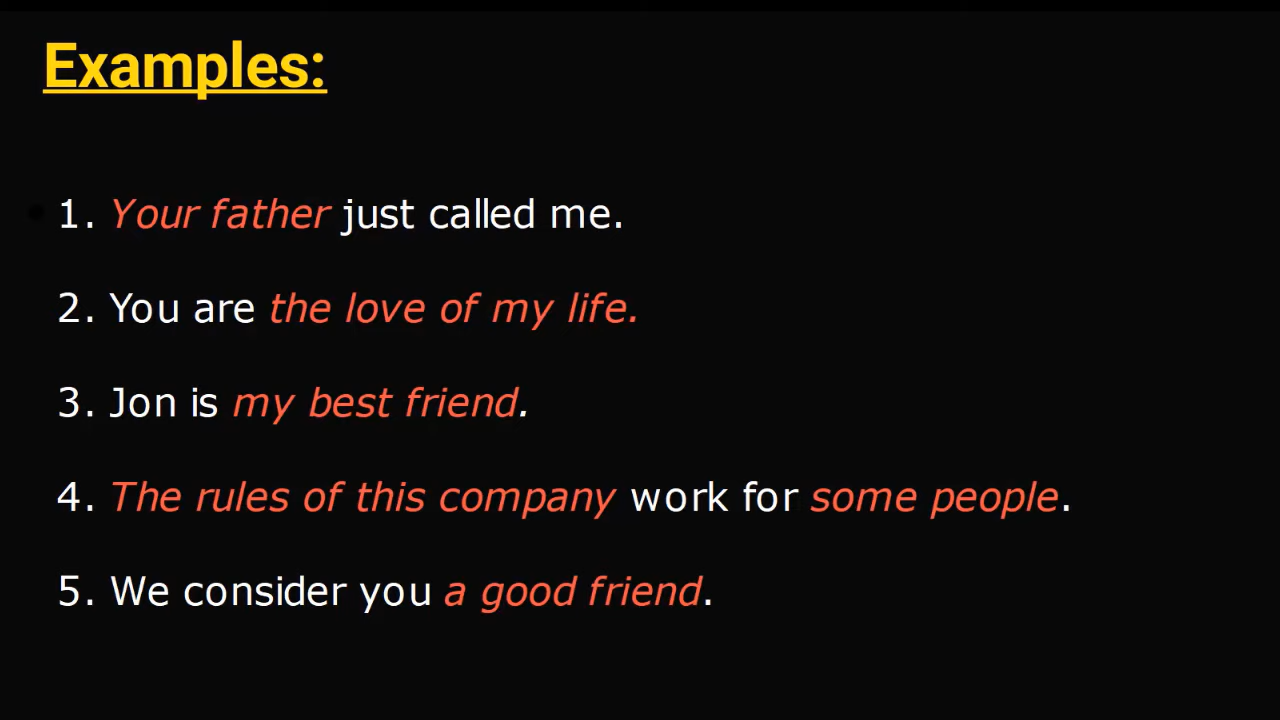 Examples:
1. Your father just called me.
2. You are the love of my life.
3. Jon is my best friend.
4. The rules of this company work for some people.
5. We consider you a good friend.